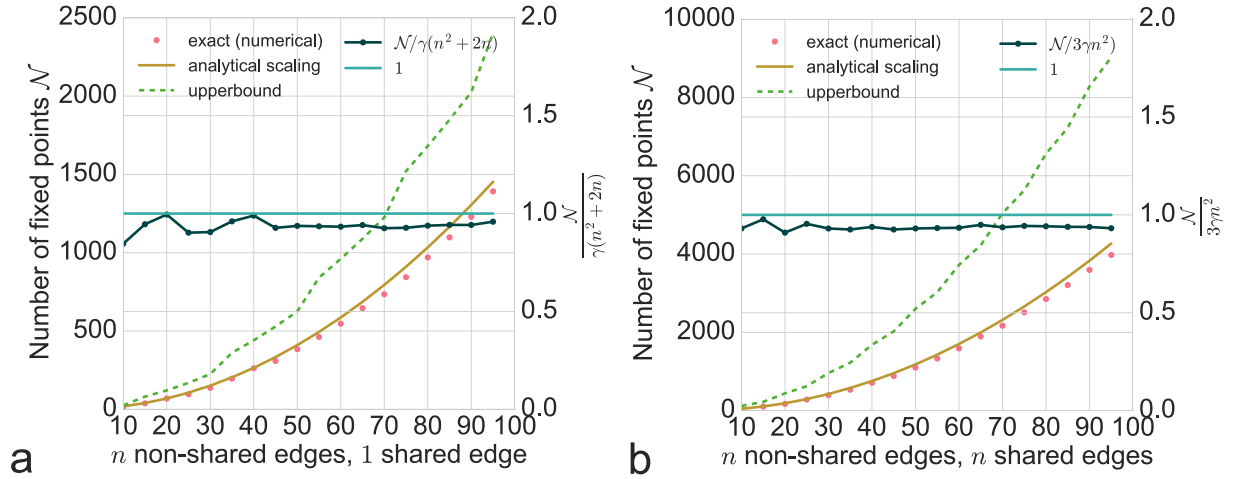 2500
2000
1500
1000
500
0
Number of fixed points 𝒩
exact (numerical)
analytical scaling
upperbound
𝒩/γ(n² + 2n)
1
2.0
1.5
1.0
0.5
0.0
𝒩
γ(n² + 2n)
10 20 30 40 50 60 70 80 90 100
n non-shared edges, 1 shared edge
a
10000
8000
6000
4000
2000
0
Number of fixed points 𝒩
exact (numerical)
analytical scaling
upperbound
𝒩/3γn²)
1
2.0
1.5
1.0
0.5
0.0
𝒩
3γn²
10 20 30 40 50 60 70 80 90 100
n non-shared edges, n shared edges
b